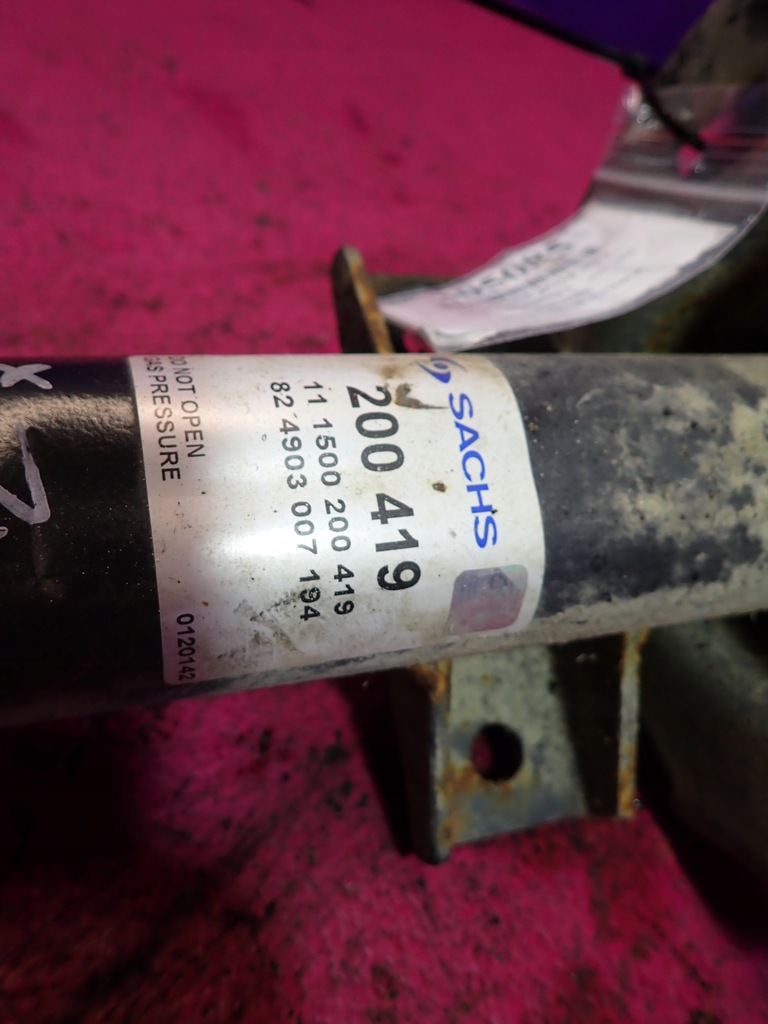 SACHS
200 419
11 1500 200 419
82 4903 007 194
DO NOT OPEN
GAS PRESSURE
0120142